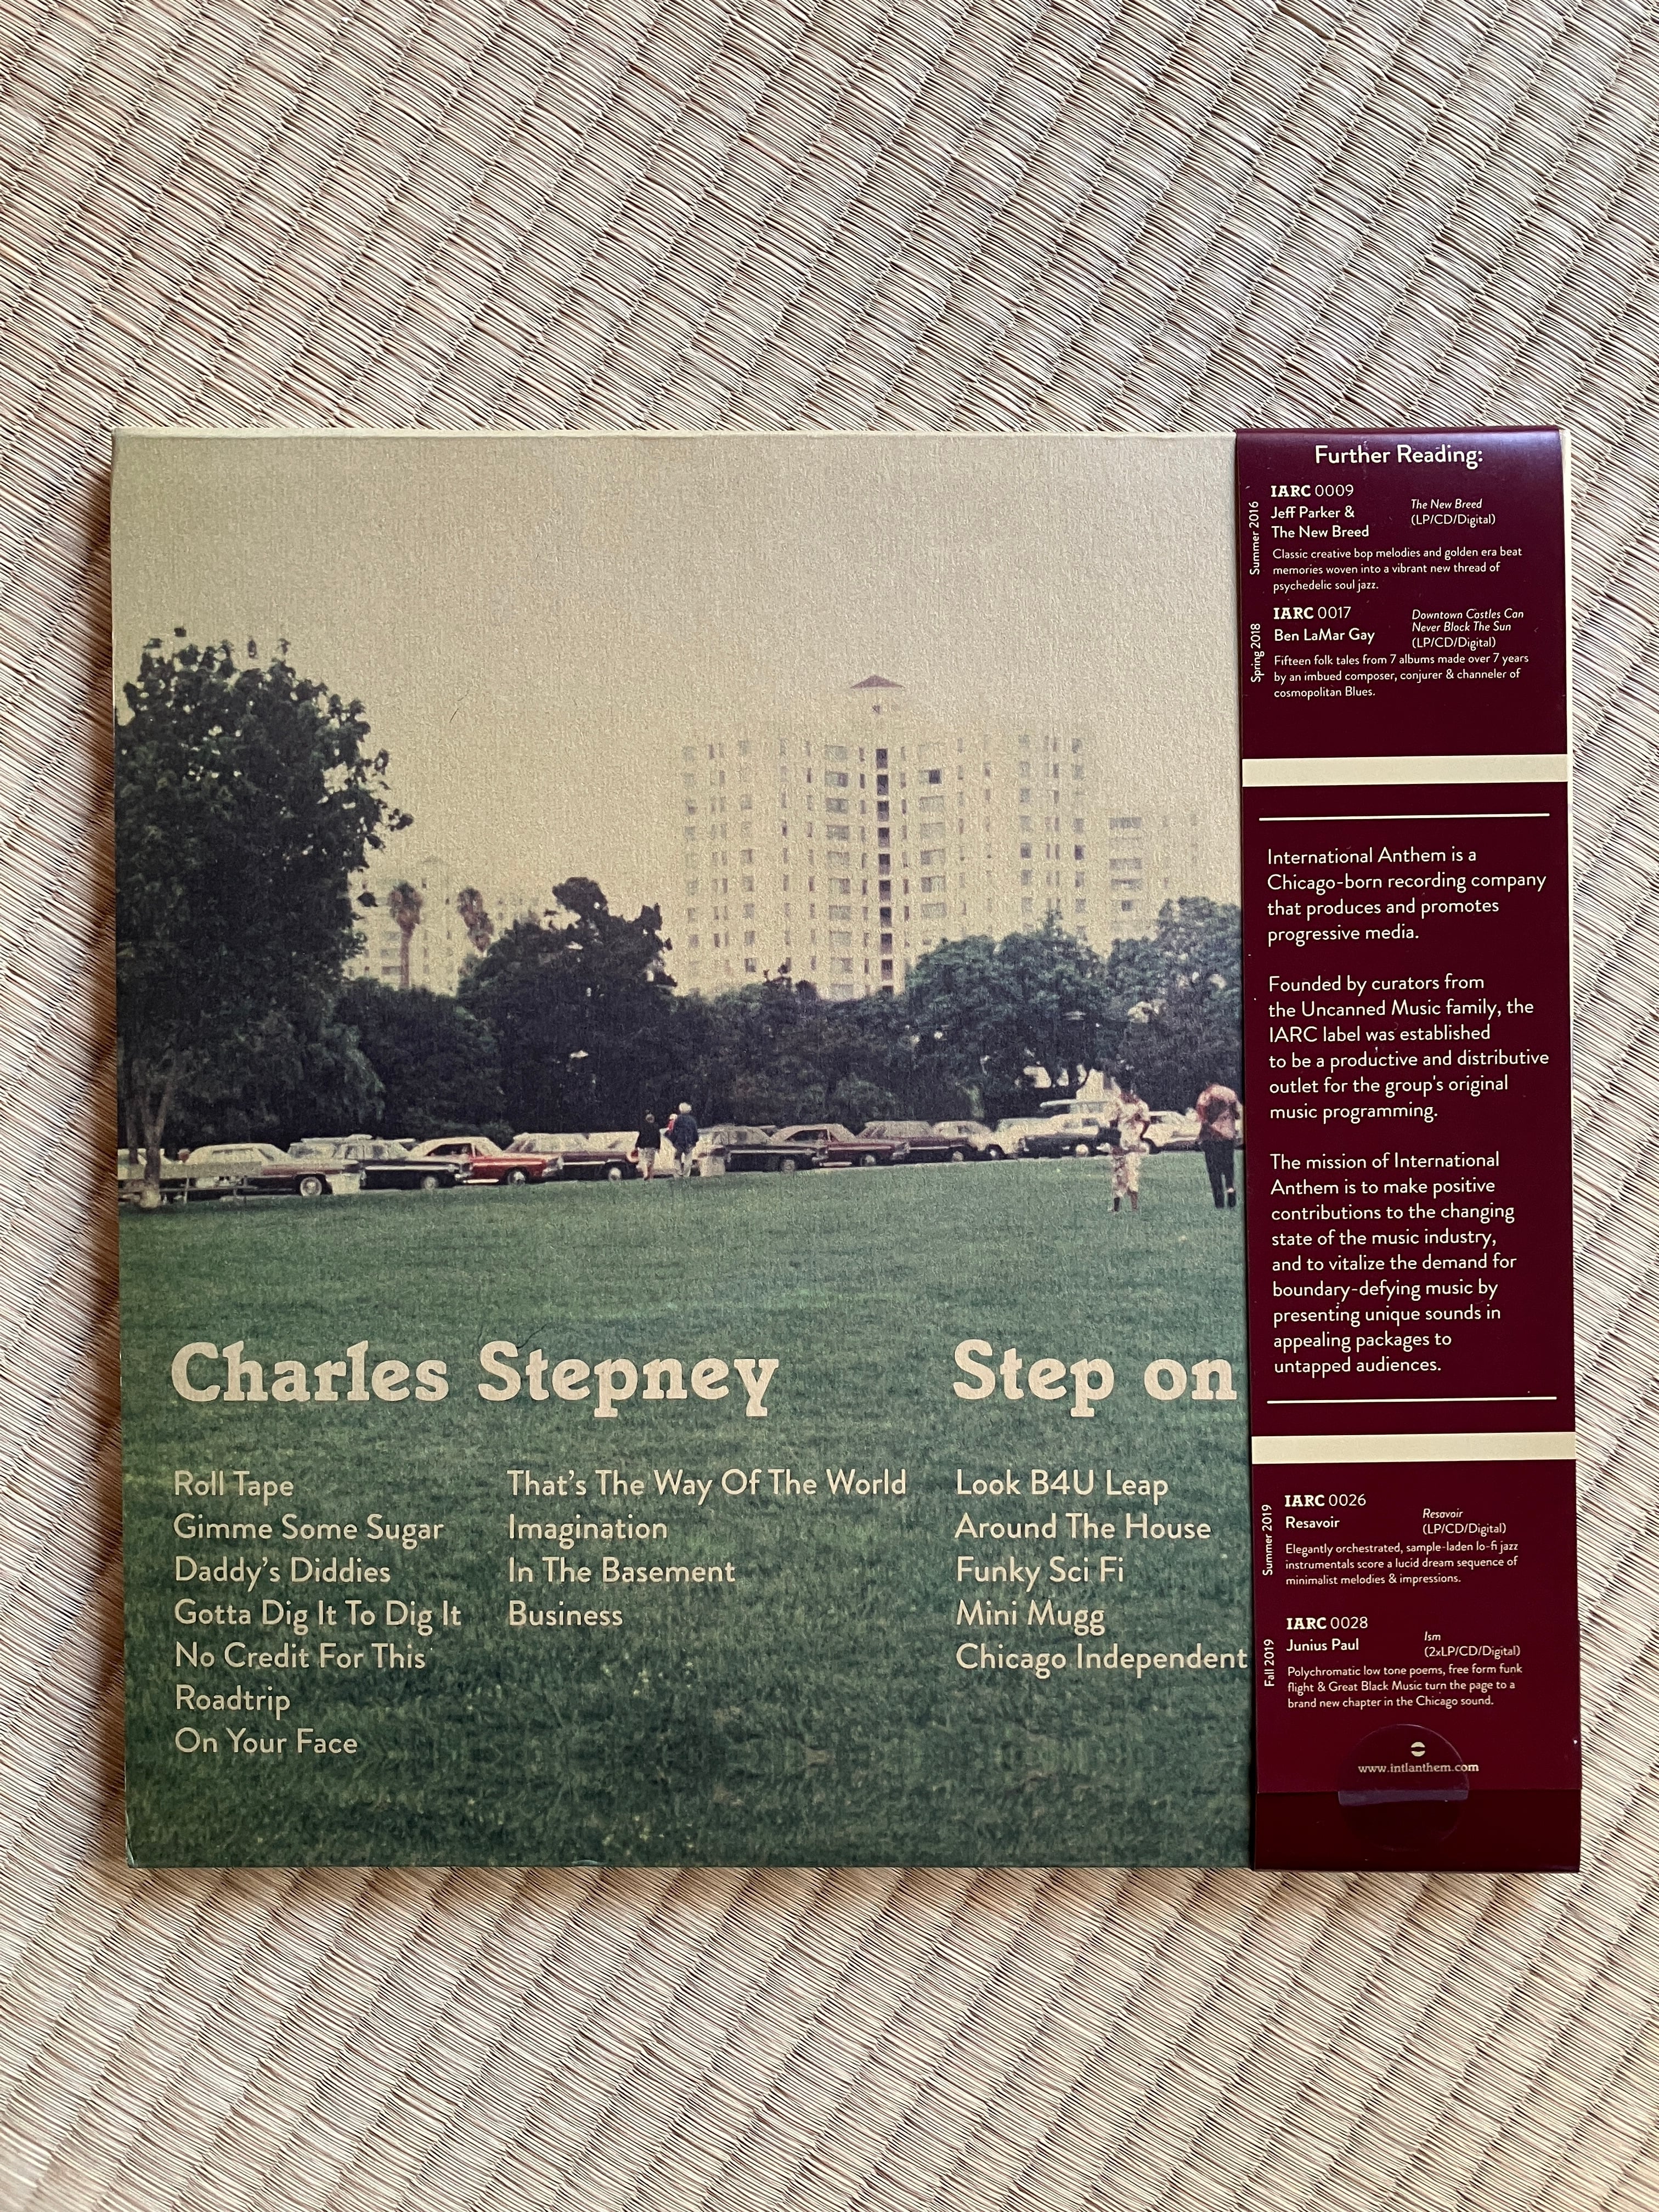 Charles Stepney
Step on
Roll Tape
Gimme Some Sugar
Daddy's Diddies
Gotta Dig It To Dig It
No Credit For This
Roadtrip
On Your Face
That's The Way Of The World
Imagination
In The Basement
Business
Look B4U Leap
Around The House
Funky Sci Fi
Mini Mugg
Chicago Independent
Further Reading:
Summer 2016
IARC 0009
Jeff Parker &
The New Breed
The New Breed
(LP/CD/Digital)
Classic creative bop melodies and golden era beat
memories woven into a vibrant new thread of
psychedelic soul jazz.
Spring 2018
IARC 0017
Ben LaMar Gay
Downtown Castles Can
Never Block The Sun
(LP/CD/Digital)
Fifteen folk tales from 7 albums made over 7 years
by an imbued composer, conjurer & channeler of
cosmopolitan Blues.
International Anthem is a
Chicago-born recording company
that produces and promotes
progressive media.
Founded by curators from
the Uncanned Music family, the
IARC label was established
to be a productive and distributive
outlet for the group's original
music programming.
The mission of International
Anthem is to make positive
contributions to the changing
state of the music industry,
and to vitalize the demand for
boundary-defying music by
presenting unique sounds in
appealing packages to
untapped audiences.
Summer 2019
IARC 0026
Resavoir
Resavoir
(LP/CD/Digital)
Elegantly orchestrated, sample-laden lo-fi jazz
instrumentals score a lucid dream sequence of
minimalist melodies & impressions.
Fall 2019
IARC 0028
Junius Paul
Ism
(2xLP/CD/Digital)
Polychromatic low tone poems, free form funk
flight & Great Black Music turn the page to a
brand new chapter in the Chicago sound.
www.intlanthem.com